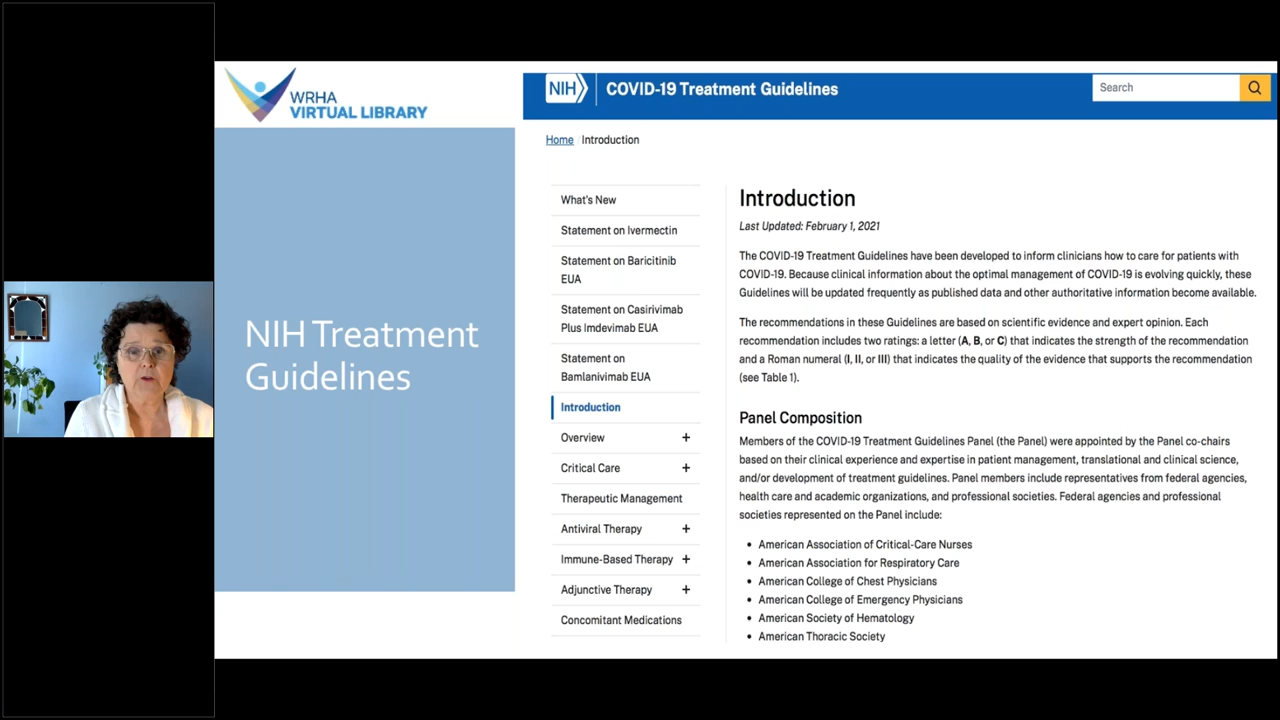 WRHA
VIRTUAL LIBRARY
NIH Treatment
Guidelines
NIH
COVID-19 Treatment Guidelines
Search
Home / Introduction
What's New
Statement on Ivermectin
Statement on Baricitinib
EUA
Statement on Casirivimab
Plus Imdevimab EUA
Statement on
Bamlanivimab EUA
Introduction
Overview +
Critical Care +
Therapeutic Management
Antiviral Therapy +
Immune-Based Therapy +
Adjunctive Therapy +
Concomitant Medications
Introduction
Last Updated: February 1, 2021
The COVID-19 Treatment Guidelines have been developed to inform clinicians how to care for patients with
COVID-19. Because clinical information about the optimal management of COVID-19 is evolving quickly, these
Guidelines will be updated frequently as published data and other authoritative information become available.
The recommendations in these Guidelines are based on scientific evidence and expert opinion. Each
recommendation includes two ratings: a letter (A, B, or C) that indicates the strength of the recommendation
and a Roman numeral (I, II, or III) that indicates the quality of the evidence that supports the recommendation
(see Table 1).
Panel Composition
Members of the COVID-19 Treatment Guidelines Panel (the Panel) were appointed by the Panel co-chairs
based on their clinical experience and expertise in patient management, translational and clinical science,
and/or development of treatment guidelines. Panel members include representatives from federal agencies,
health care and academic organizations, and professional societies. Federal agencies and professional
societies represented on the Panel include:
• American Association of Critical-Care Nurses
• American Association for Respiratory Care
• American College of Chest Physicians
• American College of Emergency Physicians
• American Society of Hematology
• American Thoracic Society